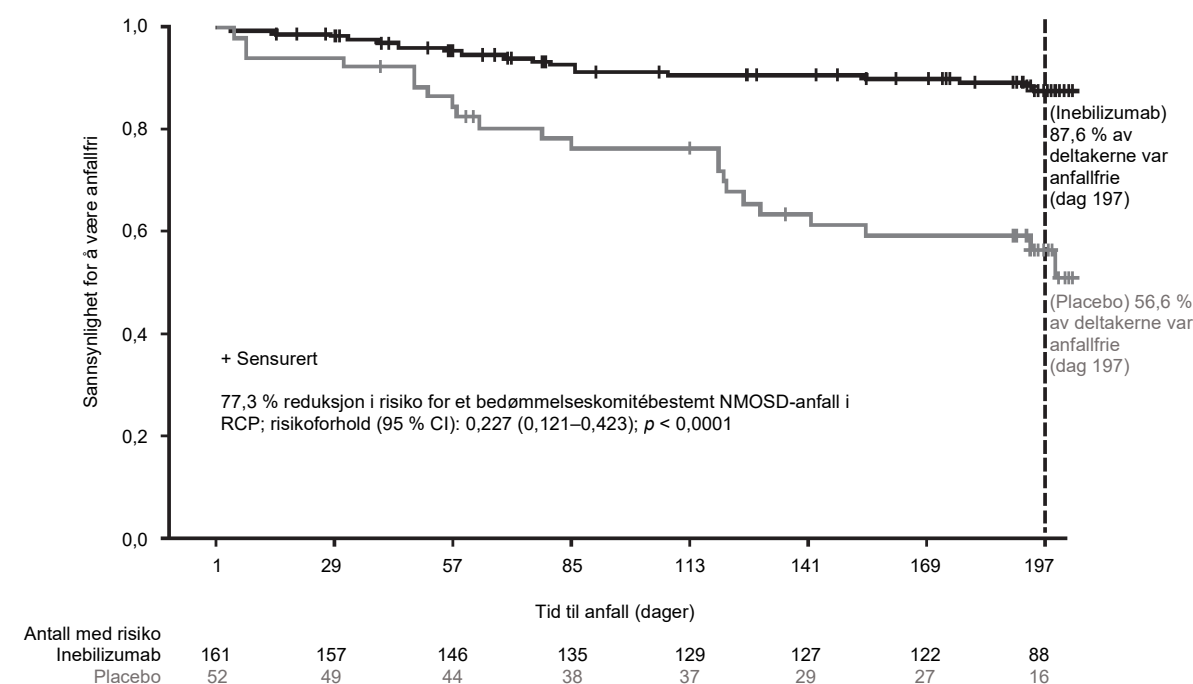 1,0
0,8
0,6
0,4
0,2
0,0
Sannsynlighet for å være anfallfri
(Inebilizumab)
87,6 % av
deltakerne var
anfallfrie
(dag 197)
(Placebo) 56,6 %
av deltakerne var
anfallfrie
(dag 197)
+ Sensurert
77,3 % reduksjon i risiko for et bedømmelseskomitébestemt NMOSD-anfall i
RCP; risikoforhold (95 % CI): 0,227 (0,121–0,423); p < 0,0001
1 29 57 85 113 141 169 197
Tid til anfall (dager)
Antall med risiko
Inebilizumab 161 157 146 135 129 127 122 88
Placebo 52 49 44 38 37 29 27 16